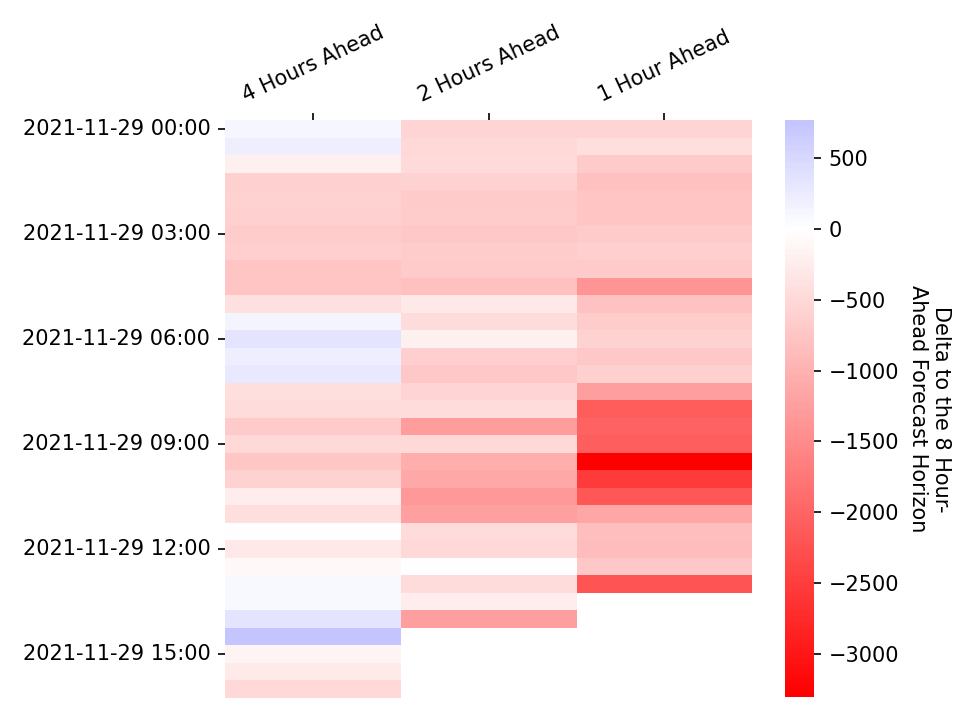 4 Hours Ahead
2 Hours Ahead
1 Hour Ahead
2021-11-29 00:00
2021-11-29 03:00
2021-11-29 06:00
2021-11-29 09:00
2021-11-29 12:00
2021-11-29 15:00
500
0
−500
−1000
−1500
−2000
−2500
−3000
Delta to the 8 Hour-
Ahead Forecast Horizon